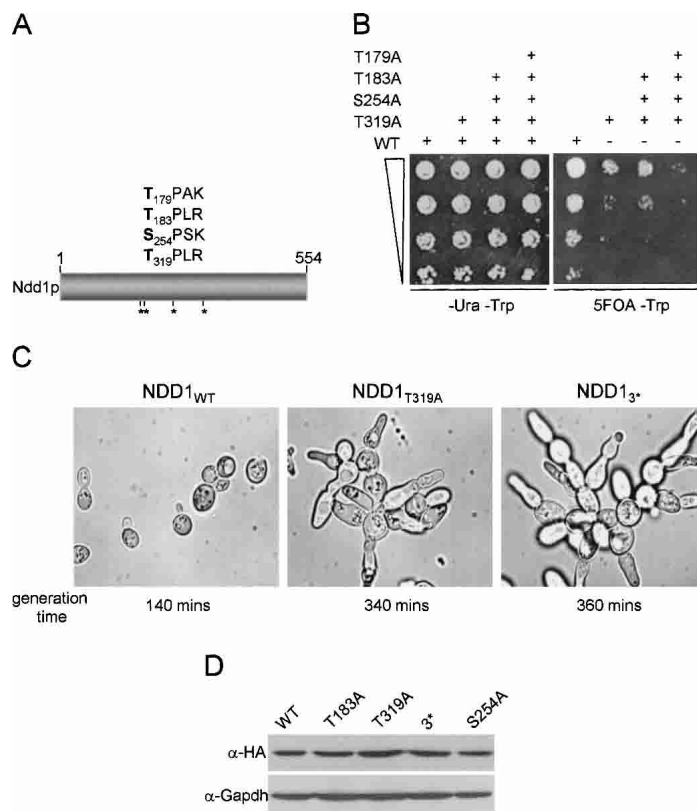 A
T179PAK
T183PLR
S254PSK
T319PLR
1 554
Ndd1p
** * *
B
T179A +
T183A + + + +
S254A + + + +
T319A + + + + + +
WT + + + + + - - -
-Ura -Trp 5FOA -Trp
C
NDD1WT NDD1T319A NDD13*
generation time 140 mins 340 mins 360 mins
D
WT T183A T319A 3* S254A
α-HA
α-Gapdh